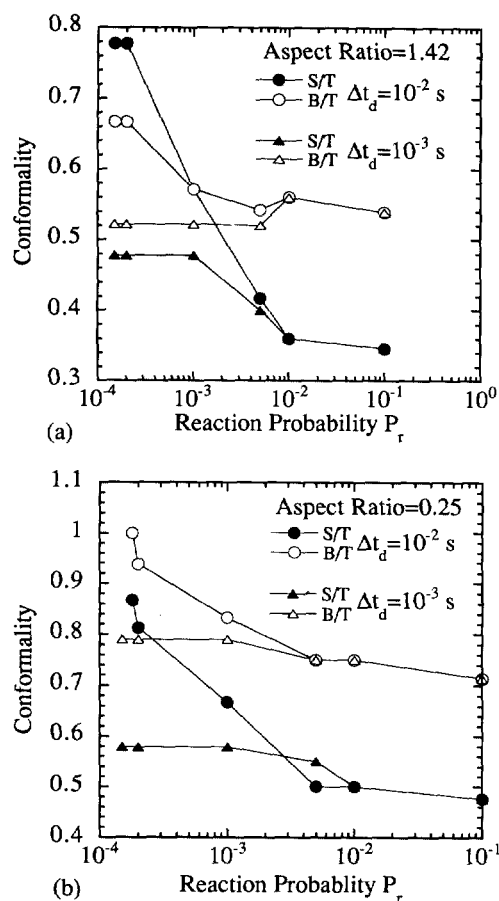 0.8
0.7
0.6
0.5
0.4
0.3
Conformality
Aspect Ratio=1.42
S/T
B/T Δt_d=10⁻² s
S/T
B/T Δt_d=10⁻³ s
10⁻⁴ 10⁻³ 10⁻² 10⁻¹ 10⁰
(a) Reaction Probability P_r
1.1
1
0.9
0.8
0.7
0.6
0.5
0.4
Conformality
Aspect Ratio=0.25
S/T
B/T Δt_d=10⁻² s
S/T
B/T Δt_d=10⁻³ s
10⁻⁴ 10⁻³ 10⁻² 10⁻¹
(b) Reaction Probablity P_r